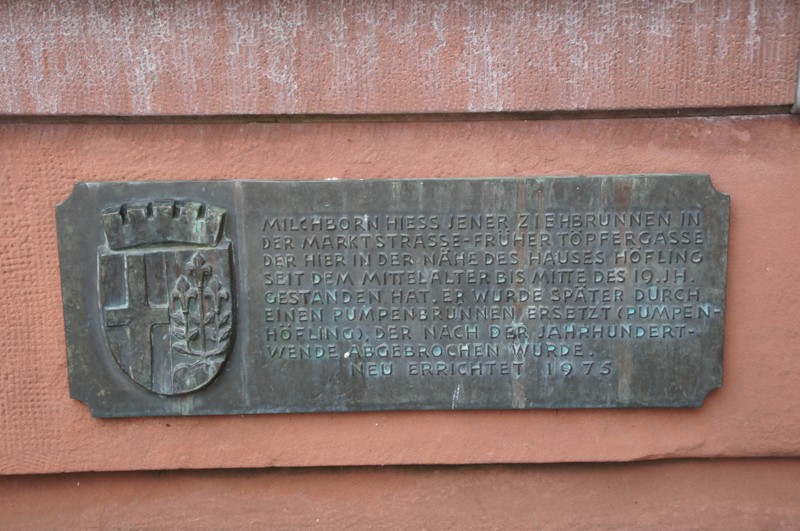 MILCHBORN HIESS JENER ZIEHBRUNNEN IN
DER MARKTSTRASSE-FRÜHER TÖPFERGASSE
DER HIER IN DER NÄHE DES HAUSES HÖFLING
SEIT DEM MITTELALTER BIS MITTE DES 19. JH.
GESTANDEN HAT. ER WURDE SPÄTER DURCH
EINEN PUMPENBRUNNEN ERSETZT (PUMPEN-
HÖFLING), DER NACH DER JAHRHUNDERT-
WENDE ABGEBROCHEN WURDE.
NEU ERRICHTET 1975